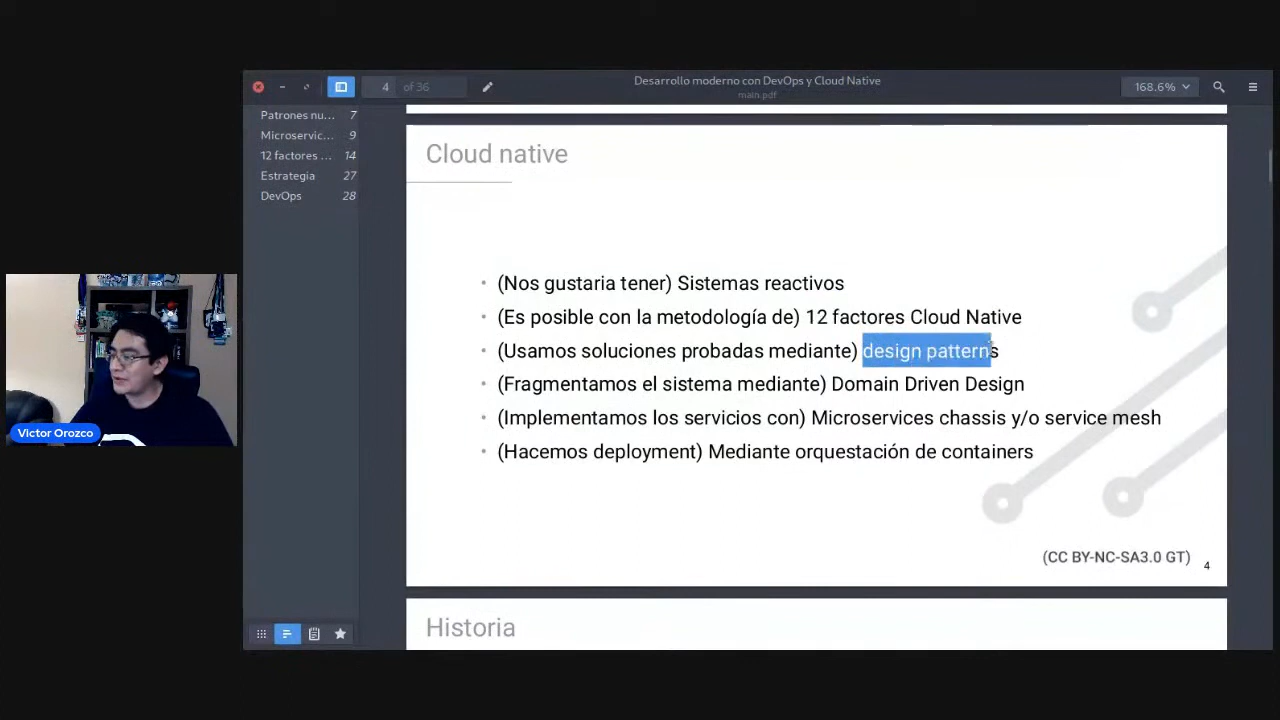 4 of 36
Desarrollo moderno con DevOps y Cloud Native
main.pdf
168.6%
Patrones nu... 7
Microservic... 9
12 factores ... 14
Estrategia 27
DevOps 28
Cloud native
• (Nos gustaria tener) Sistemas reactivos
• (Es posible con la metodología de) 12 factores Cloud Native
• (Usamos soluciones probadas mediante) design patterns
• (Fragmentamos el sistema mediante) Domain Driven Design
• (Implementamos los servicios con) Microservices chassis y/o service mesh
• (Hacemos deployment) Mediante orquestación de containers
(CC BY-NC-SA3.0 GT) 4
Historia
Victor Orozco